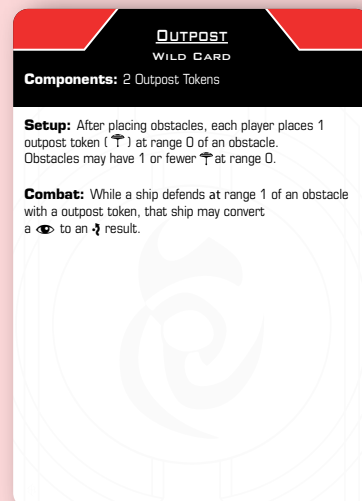 Outpost
Wild Card
Components: 2 Outpost Tokens
Setup: After placing obstacles, each player places 1
outpost token ( ) at range 0 of an obstacle.
Obstacles may have 1 or fewer at range 0.
Combat: While a ship defends at range 1 of an obstacle
with a outpost token, that ship may convert
a to an result.